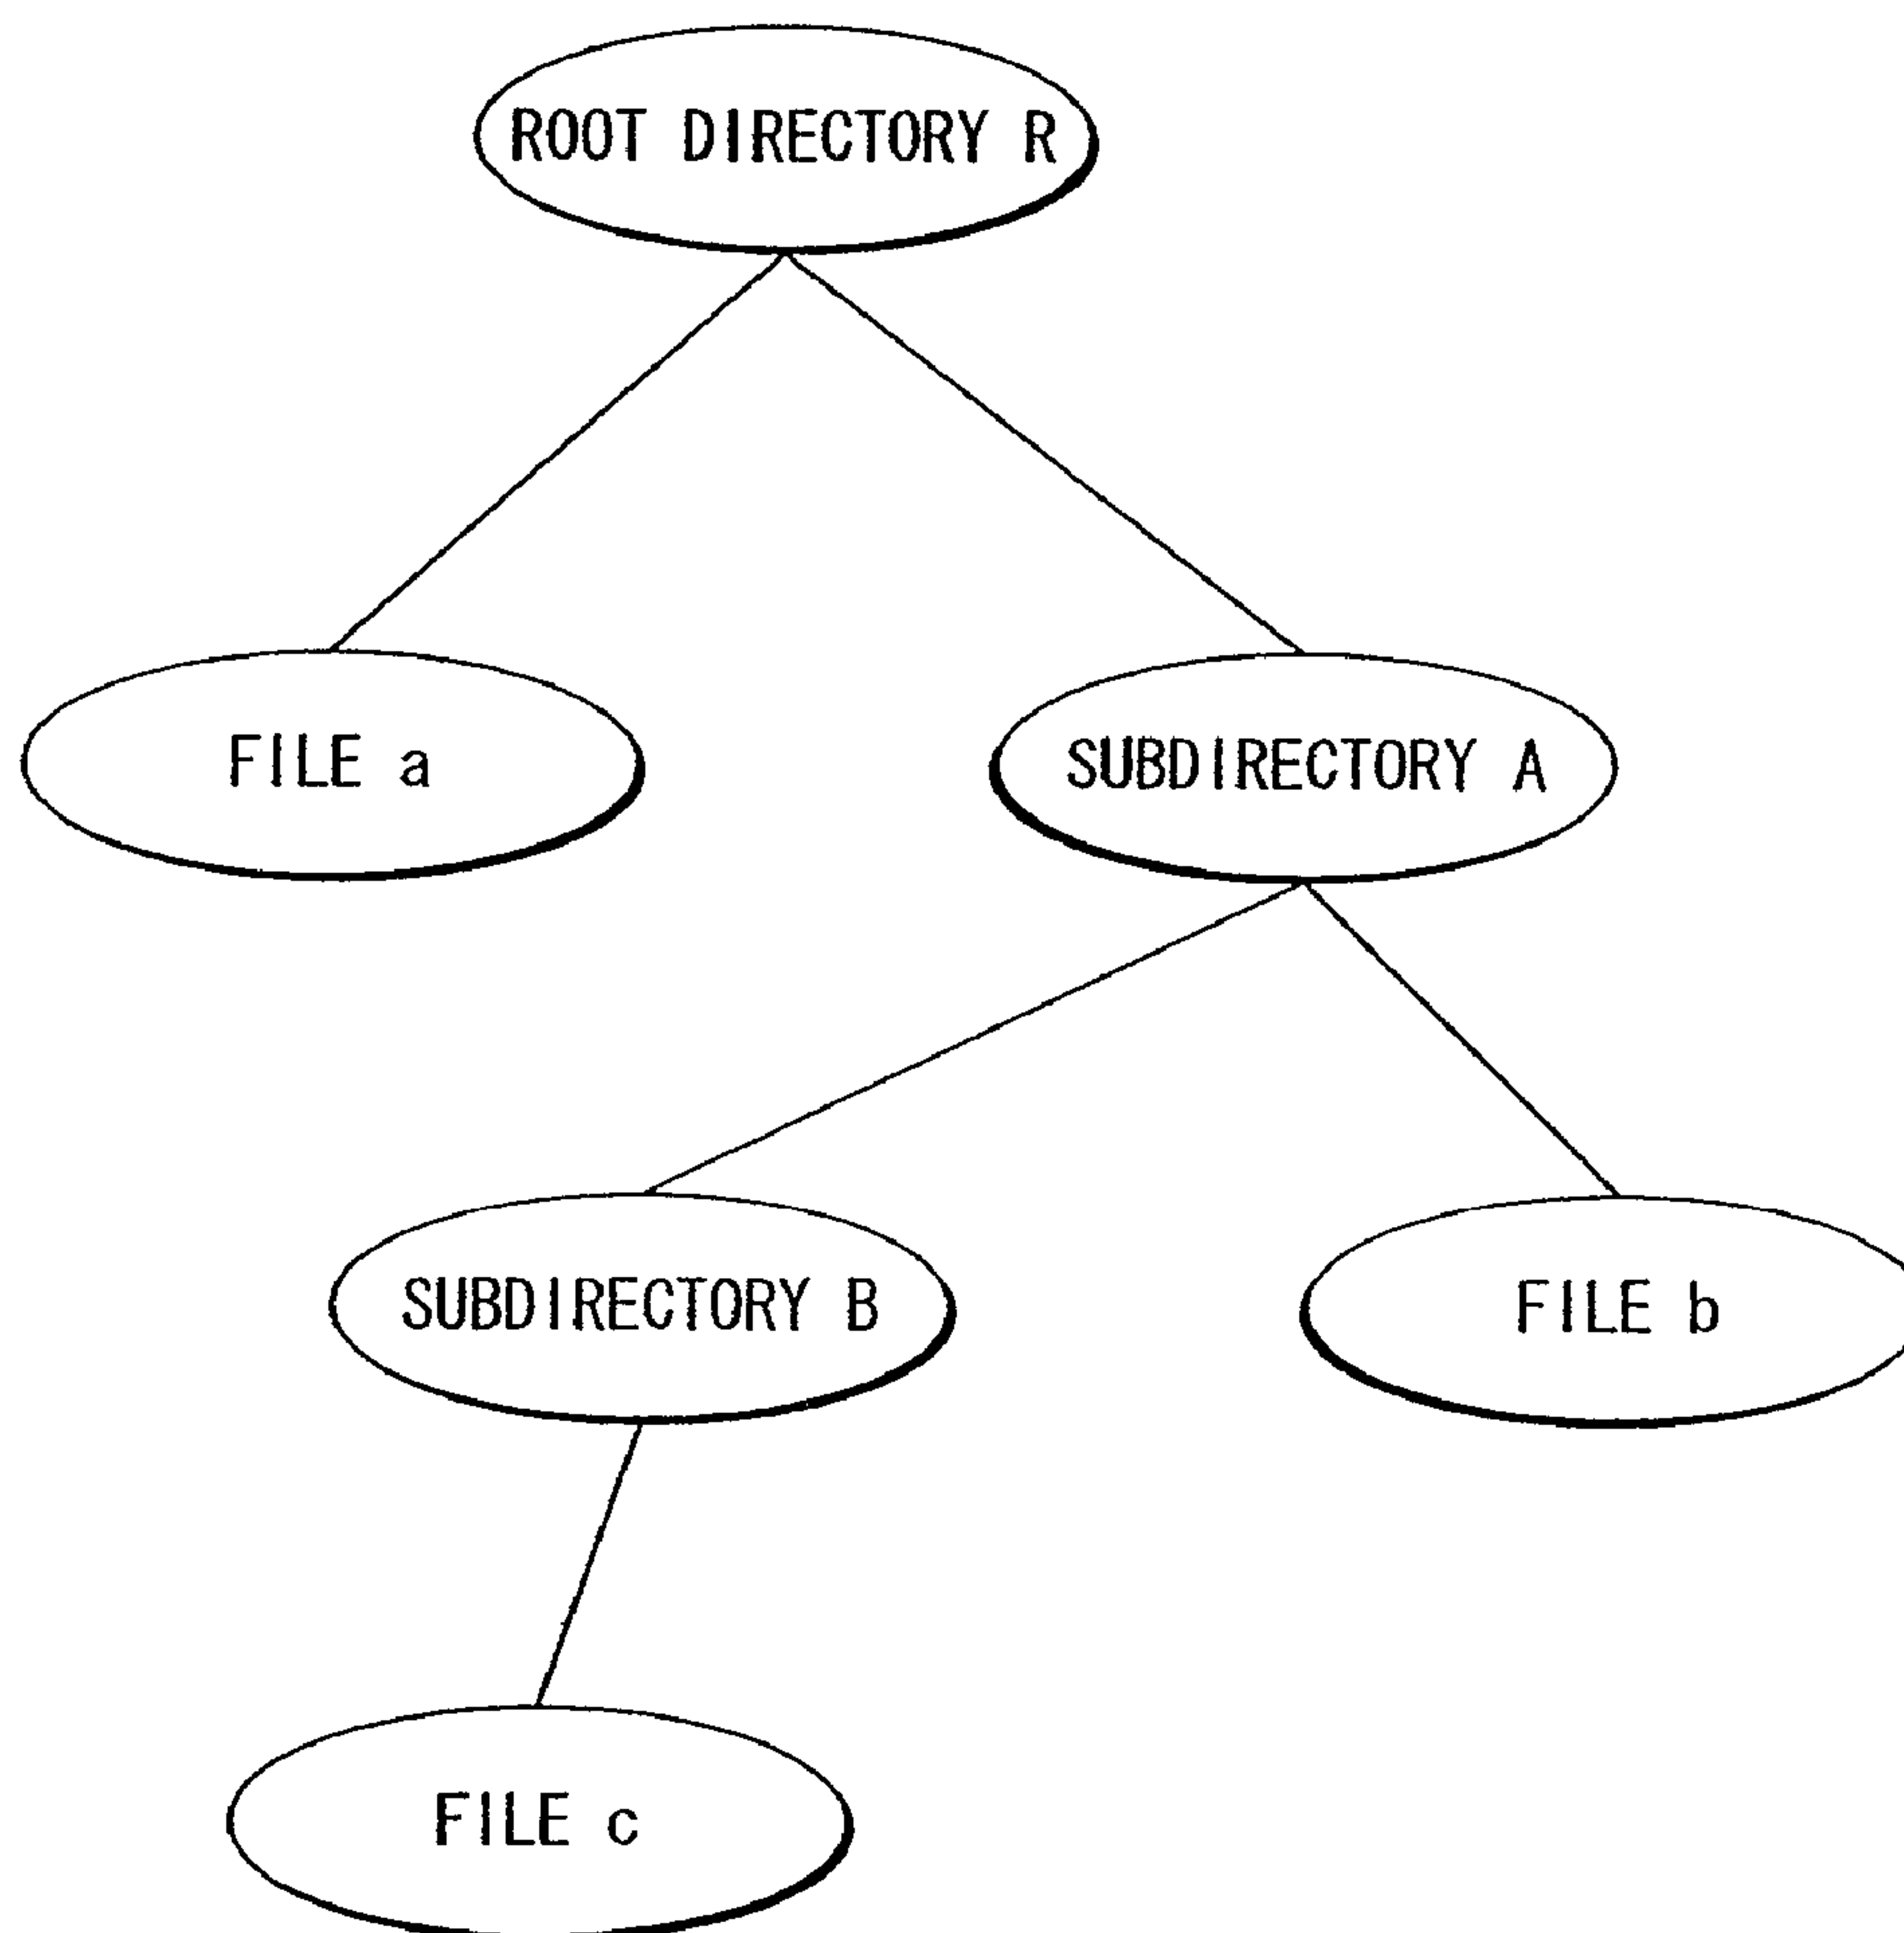 ROOT DIRECTORY R
FILE a
SUBDIRECTORY A
SUBDIRECTORY B
FILE b
FILE c